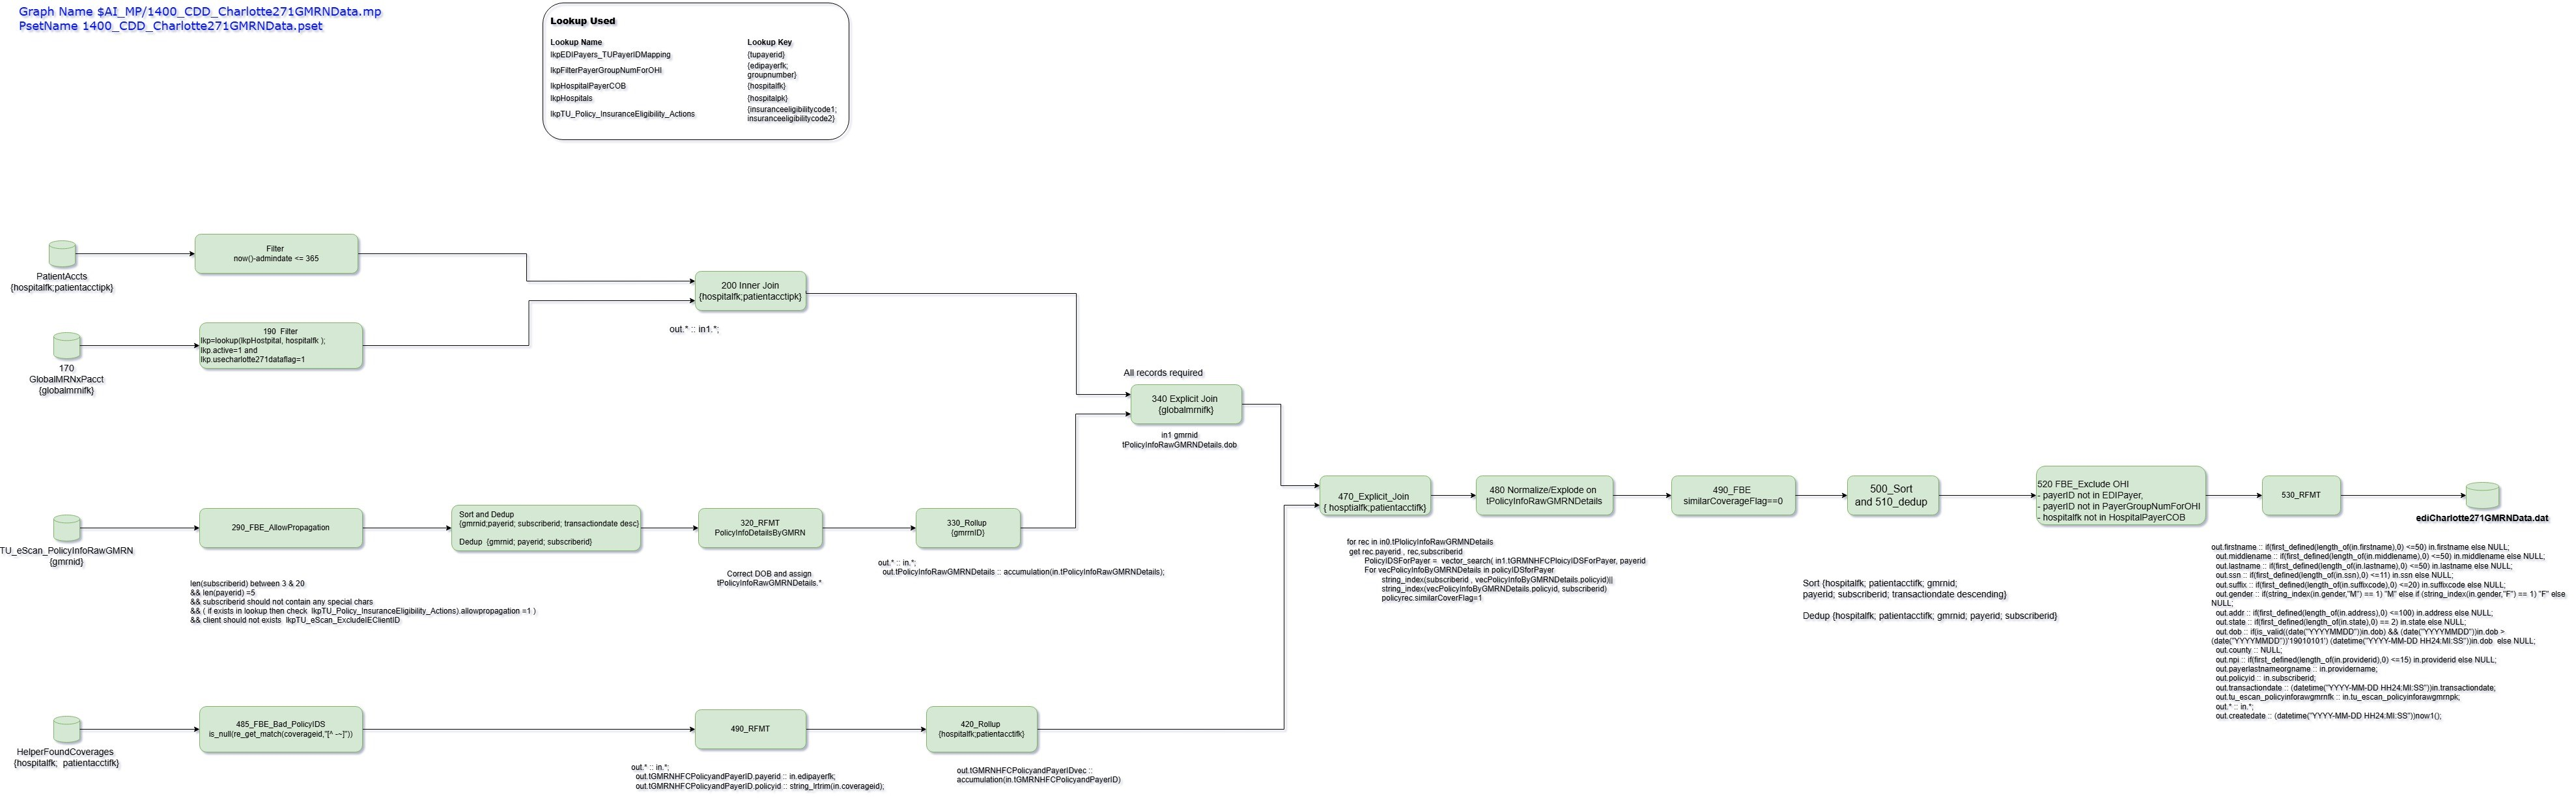 Graph Name $AI_MP/1400_CDD_Charlotte271GMRNData.mp
PsetName 1400_CDD_Charlotte271GMRNData.pset
Lookup Used
Lookup Name Lookup Key
lkpEDIPayers_TUPayerIDMapping {tupayerid}
lkpFilterPayerGroupNumForOHI {edipayerfk;
groupnumber}
lkpHospitalPayerCOB {hospitalfk}
lkpHospitals {hospitalpk}
lkpTU_Policy_InsuranceEligibility_Actions {insuranceeligibilitycode1;
insuranceeligibilitycode2}
PatientAccts
{hospitalfk;patientacctipk}
Filter
now()-admindate <= 365
170
GlobalMRNxPacct
{globalmrnifk}
190 Filter
lkp=lookup(lkpHostpital, hospitalfk );
lkp.active=1 and
lkp.usecharlotte271dataflag=1
200 Inner Join
{hospitalfk;patientacctipk}
out.* :: in1.*;
All records required
340 Explicit Join
{globalmrnifk}
in1 gmrnid
tPolicyInfoRawGMRNDetails.dob
TU_eScan_PolicyInfoRawGMRN
{gmrnid}
290_FBE_AllowPropagation
len(subscriberid) between 3 & 20
&& len(payerid) =5
&& subscriberid should not contain any special chars
&& ( if exists in lookup then check lkpTU_Policy_InsuranceEligibility_Actions).allowpropagation =1 )
&& client should not exists lkpTU_eScan_ExcludeIEClientID
Sort and Dedup
{gmrnid;payerid; subscriberid; transactiondate desc}
Dedup {gmrnid; payerid; subscriberid}
320_RFMT
PolicyInfoDetailsByGMRN
Correct DOB and assign
tPolicyInfoRawGMRNDetails.*
330_Rollup
{gmrrnID}
out.* :: in.*;
out.tPolicyInfoRawGMRNDetails :: accumulation(in.tPolicyInfoRawGMRNDetails);
HelperFoundCoverages
{hospitalfk; patientacctifk}
485_FBE_Bad_PolicyIDS
is_null(re_get_match(coverageid,"[^ -~]"))
490_RFMT
out.* :: in.*;
out.tGMRNHFCPolicyandPayerID.payerid :: in.edipayerfk;
out.tGMRNHFCPolicyandPayerID.policyid :: string_lrtrim(in.coverageid);
420_Rollup
{hospitalfk;patientacctifk}
out.tGMRNHFCPolicyandPayerIDvec ::
accumulation(in.tGMRNHFCPolicyandPayerID)
470_Explicit_Join
{ hosptialfk;patientacctifk}
for rec in in0.tPlolicyInfoRawGRMNDetails
get rec.payerid , rec,subscriberid
PolicyIDSForPayer = vector_search( in1.tGRMNHFCPloicyIDSForPayer, payerid
For vecPolicyInfoByGMRNDetails in policyIDSforPayer
string_index(subscriberid , vecPolicyInfoByGMRNDetails.policyid)||
string_index(vecPolicyInfoByGMRNDetails.policyid, subscriberid)
policyrec.similarCoverFlag=1
480 Normalize/Explode on
tPolicyInfoRawGMRNDetails
490_FBE
similarCoverageFlag==0
500_Sort
and 510_dedup
Sort {hospitalfk; patientacctifk; gmrnid;
payerid; subscriberid; transactiondate descending}
Dedup {hospitalfk; patientacctifk; gmrnid; payerid; subscriberid}
520 FBE_Exclude OHI
- payerID not in EDIPayer,
- payerID not in PayerGroupNumForOHI
- hospitalfk not in HospitalPayerCOB
530_RFMT
ediCharlotte271GMRNData.dat
out.firstname :: if(first_defined(length_of(in.firstname),0) <=50) in.firstname else NULL;
out.middlename :: if(first_defined(length_of(in.middlename),0) <=50) in.middlename else NULL;
out.lastname :: if(first_defined(length_of(in.lastname),0) <=50) in.lastname else NULL;
out.ssn :: if(first_defined(length_of(in.ssn),0) <=11) in.ssn else NULL;
out.suffix :: if(first_defined(length_of(in.suffixcode),0) <=20) in.suffixcode else NULL;
out.gender :: if(string_index(in.gender,"M") == 1) "M" else if (string_index(in.gender,"F") == 1) "F" else
NULL;
out.addr :: if(first_defined(length_of(in.address),0) <=100) in.address else NULL;
out.state :: if(first_defined(length_of(in.state),0) == 2) in.state else NULL;
out.dob :: if(is_valid((date("YYYYMMDD"))in.dob) && (date("YYYYMMDD"))in.dob >
(date("YYYYMMDD"))'19010101') (datetime("YYYY-MM-DD HH24:MI:SS"))in.dob else NULL;
out.county :: NULL;
out.npi :: if(first_defined(length_of(in.providerid),0) <=15) in.providerid else NULL;
out.payerlastnameorgname :: in.providername;
out.policyid :: in.subscriberid;
out.transactiondate :: (datetime("YYYY-MM-DD HH24:MI:SS"))in.transactiondate;
out.tu_escan_policyinforawgmrnfk :: in.tu_escan_policyinforawgmrnpk;
out.* :: in.*;
out.createdate :: (datetime("YYYY-MM-DD HH24:MI:SS"))now1();